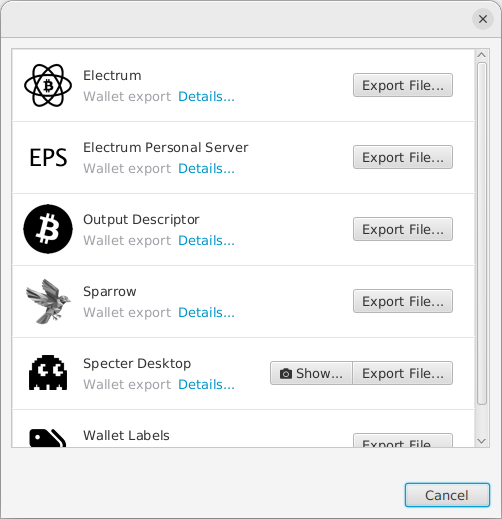 Electrum
Wallet export Details...
Export File...
EPS
Electrum Personal Server
Wallet export Details...
Export File...
Output Descriptor
Wallet export Details...
Export File...
Sparrow
Wallet export Details...
Export File...
Specter Desktop
Wallet export Details...
Show... Export File...
Wallet Labels
Export File...
Cancel